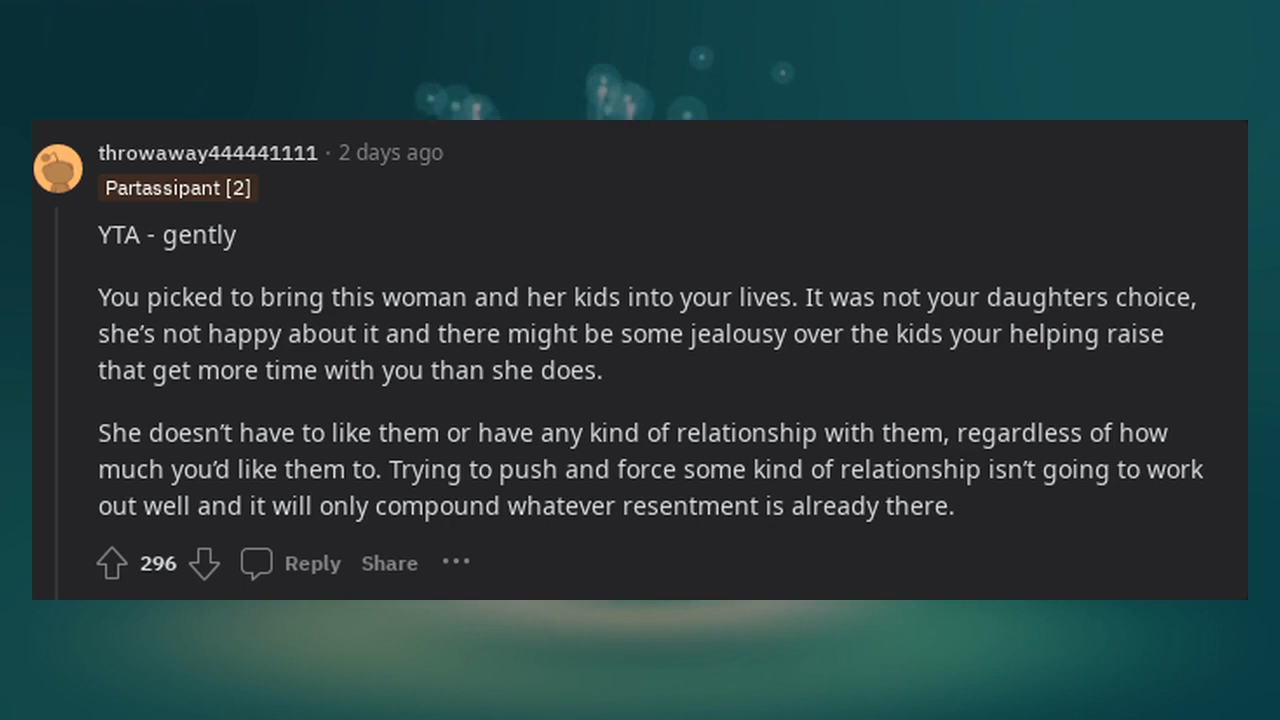 throwaway444441111 · 2 days ago
Partassipant [2]
YTA - gently
You picked to bring this woman and her kids into your lives. It was not your daughters choice,
she’s not happy about it and there might be some jealousy over the kids your helping raise
that get more time with you than she does.
She doesn’t have to like them or have any kind of relationship with them, regardless of how
much you’d like them to. Trying to push and force some kind of relationship isn’t going to work
out well and it will only compound whatever resentment is already there.
296 Reply Share ···